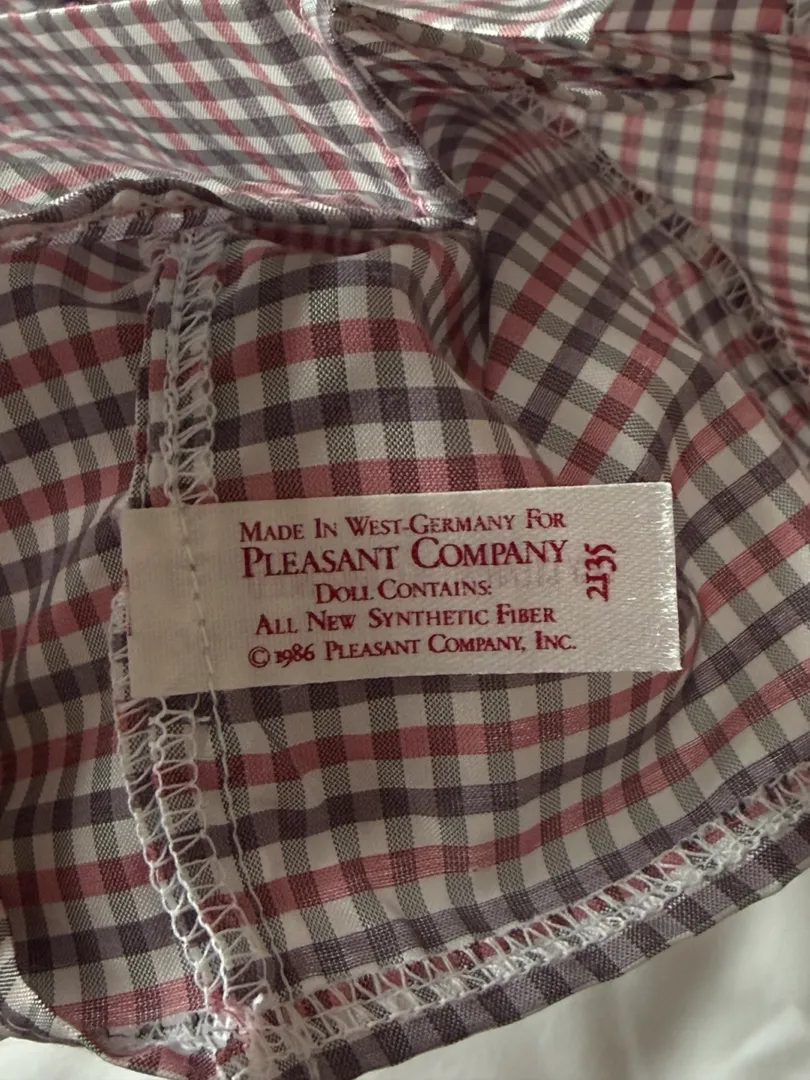 MADE IN WEST-GERMANY FOR
PLEASANT COMPANY
DOLL CONTAINS:
ALL NEW SYNTHETIC FIBER
© 1986 PLEASANT COMPANY, INC.
2135